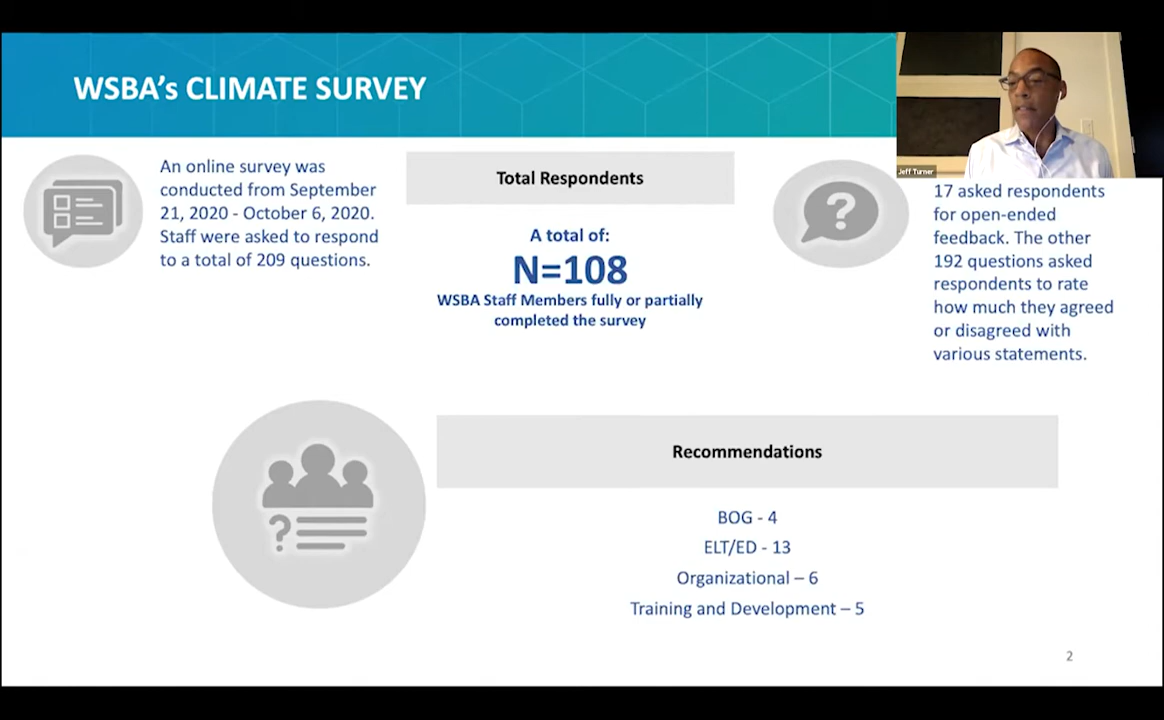 WSBA's CLIMATE SURVEY
Jeff Turner
An online survey was
conducted from September
21, 2020 - October 6, 2020.
Staff were asked to respond
to a total of 209 questions.
Total Respondents
A total of:
N=108
WSBA Staff Members fully or partially
completed the survey
?
17 asked respondents
for open-ended
feedback. The other
192 questions asked
respondents to rate
how much they agreed
or disagreed with
various statements.
?
Recommendations
BOG - 4
ELT/ED - 13
Organizational – 6
Training and Development – 5
2